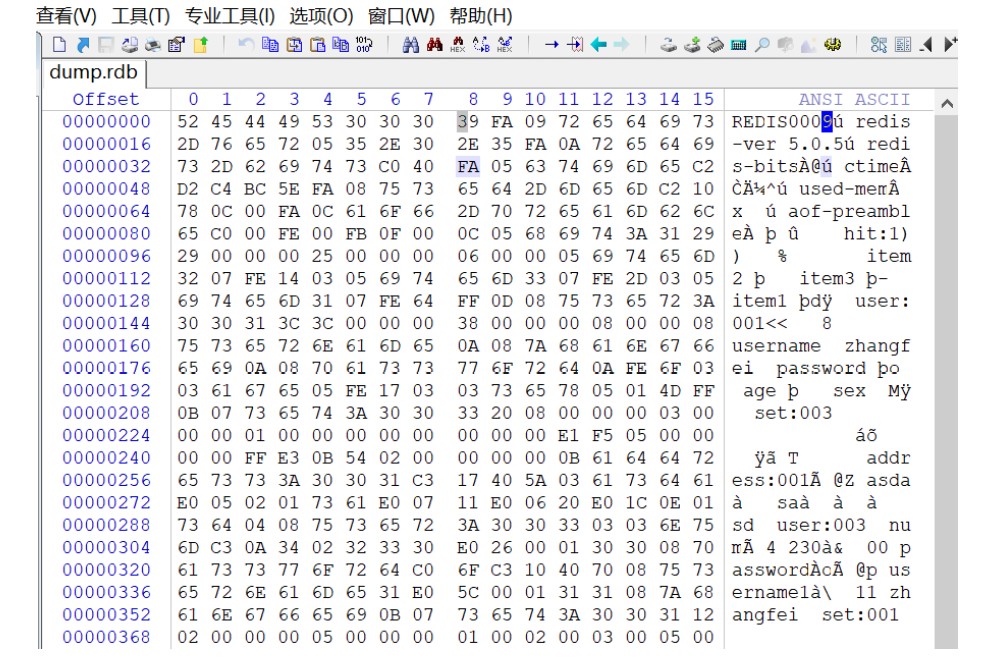 查看(V) 工具(T) 专业工具(I) 选项(O) 窗口(W) 帮助(H)
dump.rdb
Offset 0 1 2 3 4 5 6 7 8 9 10 11 12 13 14 15 ANSI ASCII
00000000 52 45 44 49 53 30 30 30 39 FA 09 72 65 64 69 73 REDIS0009ú redis
00000016 2D 76 65 72 05 35 2E 30 2E 35 FA 0A 72 65 64 69 -ver 5.0.5ú redi
00000032 73 2D 62 69 74 73 C0 40 FA 05 63 74 69 6D 65 C2 s-bitsÀ@ú ctimeÂ
00000048 D2 C4 BC 5E FA 08 75 73 65 64 2D 6D 65 6D C2 10 ÒÄ¼^ú used-memÂ
00000064 78 0C 00 FA 0C 61 6F 66 2D 70 72 65 61 6D 62 6C x ú aof-preambl
00000080 65 C0 00 FE 00 FB 0F 00 0C 05 68 69 74 3A 31 29 eÀ þ û hit:1)
00000096 29 00 00 00 25 00 00 00 06 00 00 05 69 74 65 6D ) % item
00000112 32 07 FE 14 03 05 69 74 65 6D 33 07 FE 2D 03 05 2 þ item3 þ-
00000128 69 74 65 6D 31 07 FE 64 FF 0D 08 75 73 65 72 3A item1 þdÿ user:
00000144 30 30 31 3C 3C 00 00 00 38 00 00 00 08 00 00 08 001<< 8
00000160 75 73 65 72 6E 61 6D 65 0A 08 7A 68 61 6E 67 66 username zhangf
00000176 65 69 0A 08 70 61 73 73 77 6F 72 64 0A FE 6F 03 ei password þo
00000192 03 61 67 65 05 FE 17 03 03 73 65 78 05 01 4D FF age þ sex Mÿ
00000208 0B 07 73 65 74 3A 30 30 33 20 08 00 00 00 03 00 set:003
00000224 00 00 01 00 00 00 00 00 00 00 00 E1 F5 05 00 00 áõ
00000240 00 00 FF E3 0B 54 02 00 00 00 00 0B 61 64 64 72 ÿã T addr
00000256 65 73 73 3A 30 30 31 C3 17 40 5A 03 61 73 64 61 ess:001Ã @Z asda
00000272 E0 05 02 01 73 61 E0 07 11 E0 06 20 E0 1C 0E 01 à saà à à
00000288 73 64 04 08 75 73 65 72 3A 30 30 33 03 03 6E 75 sd user:003 nu
00000304 6D C3 0A 34 02 32 33 30 E0 26 00 01 30 30 08 70 mÃ 4 230à& 00 p
00000320 61 73 73 77 6F 72 64 C0 6F C3 10 40 70 08 75 73 asswordÀoÃ @p us
00000336 65 72 6E 61 6D 65 31 E0 5C 00 01 31 31 08 7A 68 ername1à\ 11 zh
00000352 61 6E 67 66 65 69 0B 07 73 65 74 3A 30 30 31 12 angfei set:001
00000368 02 00 00 00 05 00 00 00 01 00 02 00 03 00 05 00